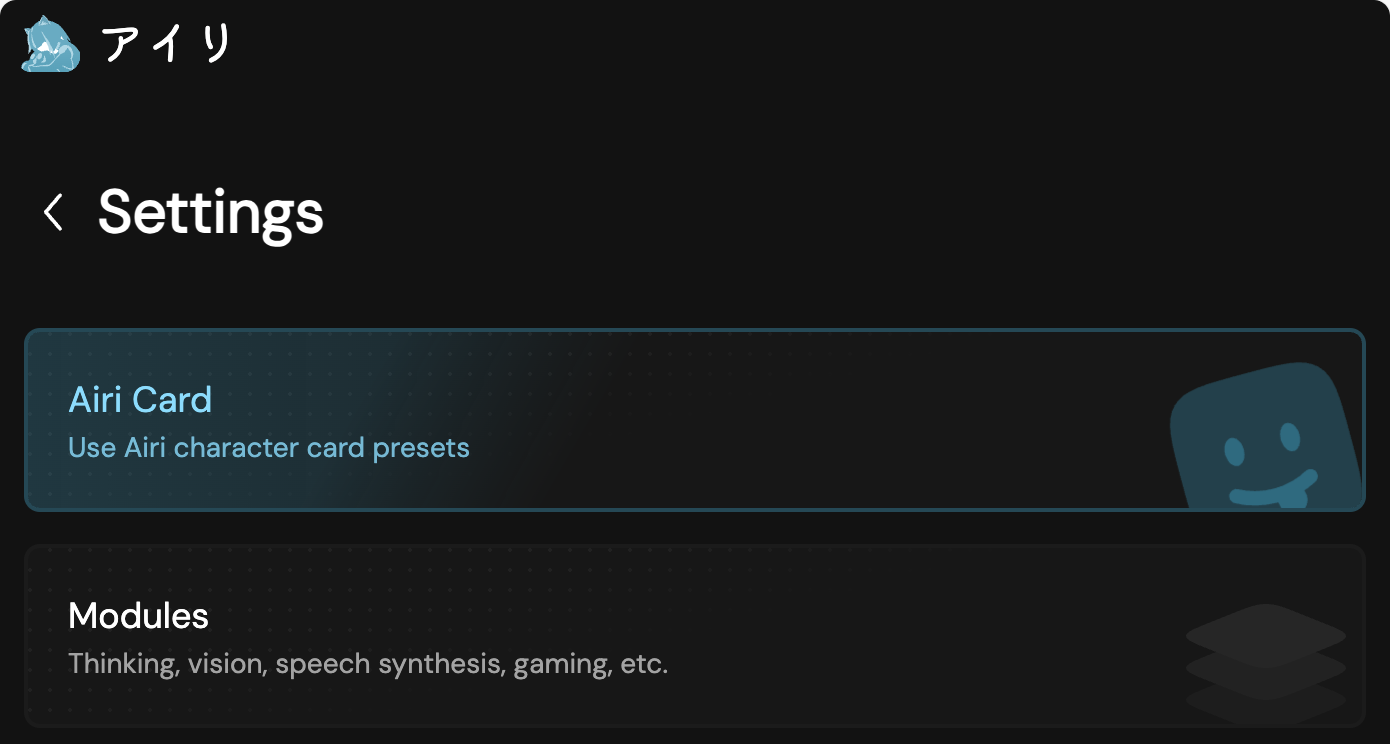 アイリ
Settings
Airi Card
Use Airi character card presets
Modules
Thinking, vision, speech synthesis, gaming, etc.